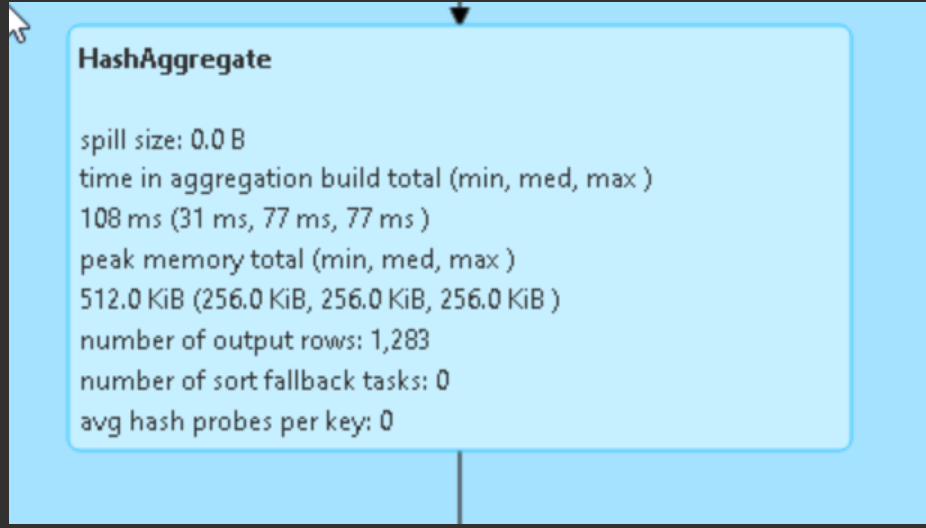 HashAggregate
spill size: 0.0 B
time in aggregation build total (min, med, max )
108 ms (31 ms, 77 ms, 77 ms )
peak memory total (min, med, max )
512.0 KiB (256.0 KiB, 256.0 KiB, 256.0 KiB )
number of output rows: 1,283
number of sort fallback tasks: 0
avg hash probes per key: 0